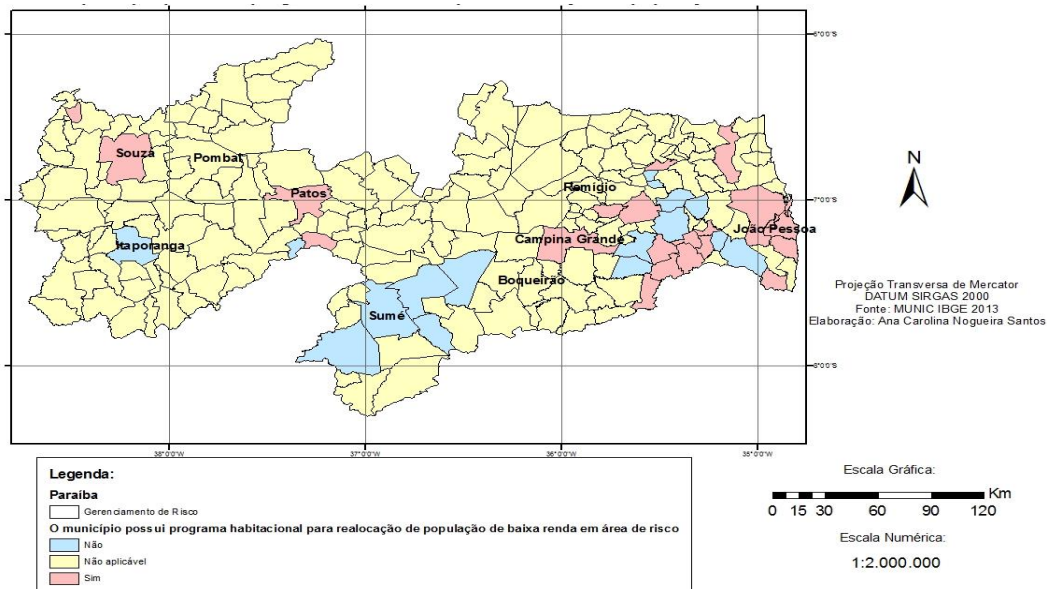 6°0'0"S
Souza
Pombal
Patos
Remígio
7°0'0"S
João Pessoa
Campina Grande
Itaporanga
Boqueirão
Sumé
8°0'0"S
38°0'0"W
37°0'0"W
36°0'0"W
35°0'0"W
N
Projeção Transversa de Mercator
DATUM SIRGAS 2000
Fonte: MUNIC IBGE 2013
Elaboração: Ana Carolina Nogueira Santos
Legenda:
Paraíba
Gerenciamento de Risco
O município possui programa habitacional para realocação de população de baixa renda em área de risco
Não
Não aplicável
Sim
Escala Gráfica:
Km
0 15 30 60 90 120
Escala Numérica:
1:2.000.000